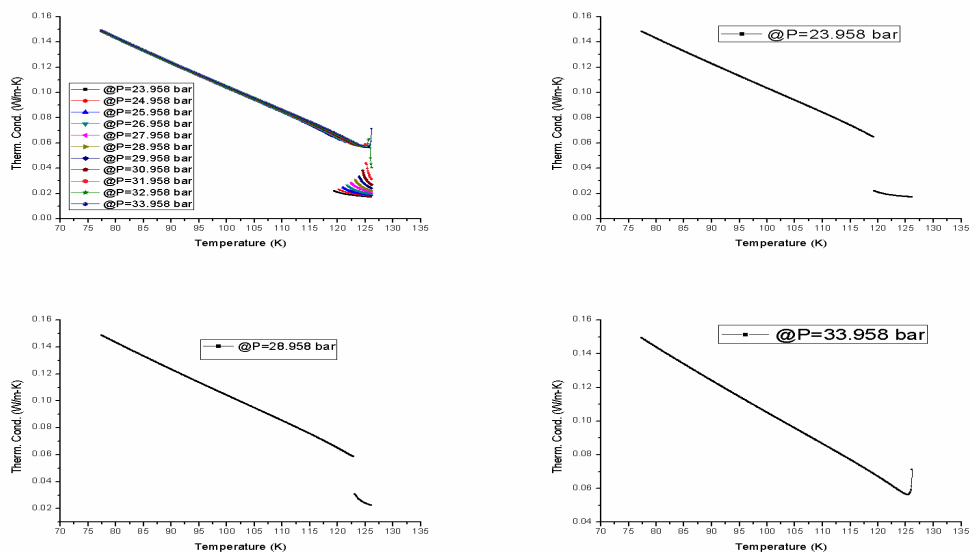 0.16
0.14
0.12
0.10
0.08
0.06
0.04
0.02
0.00
Therm. Cond. (W/m-K)
@P=23.958 bar
@P=24.958 bar
@P=25.958 bar
@P=26.958 bar
@P=27.958 bar
@P=28.958 bar
@P=29.958 bar
@P=30.958 bar
@P=31.958 bar
@P=32.958 bar
@P=33.958 bar
70 75 80 85 90 95 100 105 110 115 120 125 130 135
Temperature (K)
0.16
0.14
0.12
0.10
0.08
0.06
0.04
0.02
0.00
Therm. Cond. (W/m-K)
@P=23.958 bar
70 75 80 85 90 95 100 105 110 115 120 125 130 135
Temperature (K)
0.16
0.14
0.12
0.10
0.08
0.06
0.04
0.02
Therm. Cond. (W/m-K)
@P=28.958 bar
70 75 80 85 90 95 100 105 110 115 120 125 130 135
Temperature (K)
0.16
0.14
0.12
0.10
0.08
0.06
0.04
Therm. Cond. (W/m-K)
@P=33.958 bar
70 75 80 85 90 95 100 105 110 115 120 125 130 135
Temperature (K)